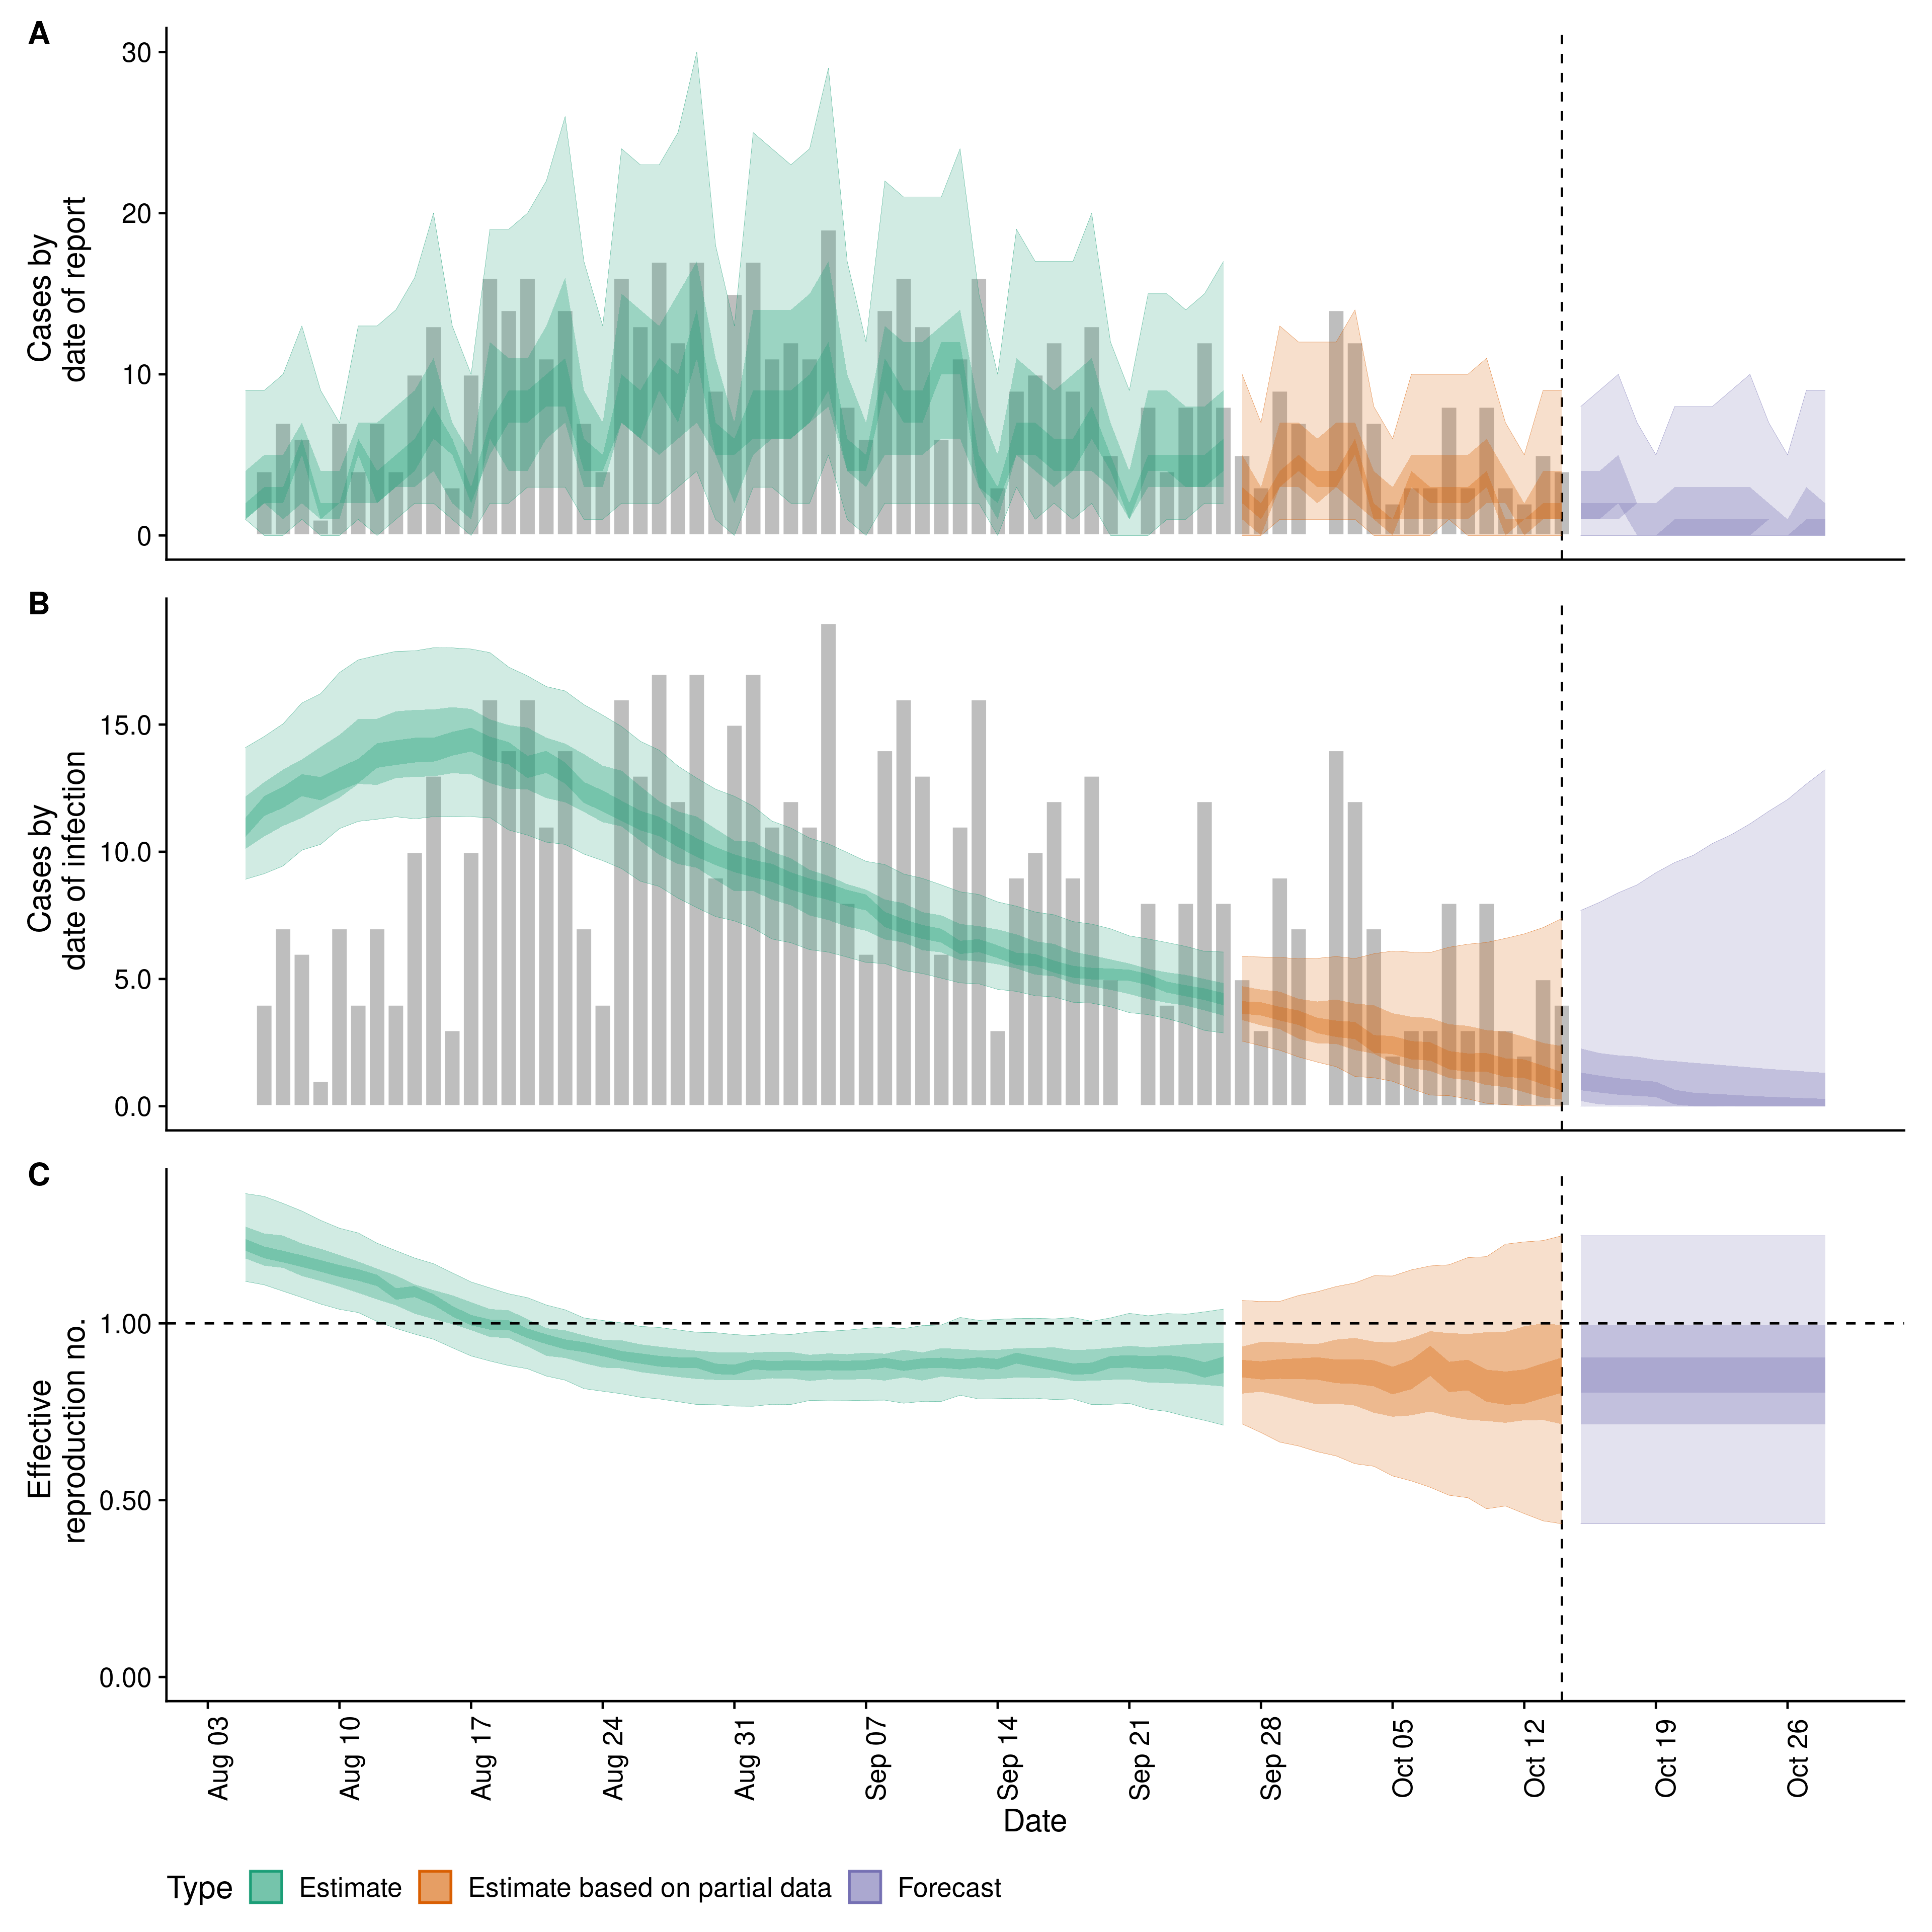 A
30
20
10
0
Cases by
date of report
B
15.0
10.0
5.0
0.0
Cases by
date of infection
C
1.00
0.50
0.00
Effective
reproduction no.
Aug 03
Aug 10
Aug 17
Aug 24
Aug 31
Sep 07
Sep 14
Sep 21
Sep 28
Oct 05
Oct 12
Oct 19
Oct 26
Date
Type Estimate Estimate based on partial data Forecast